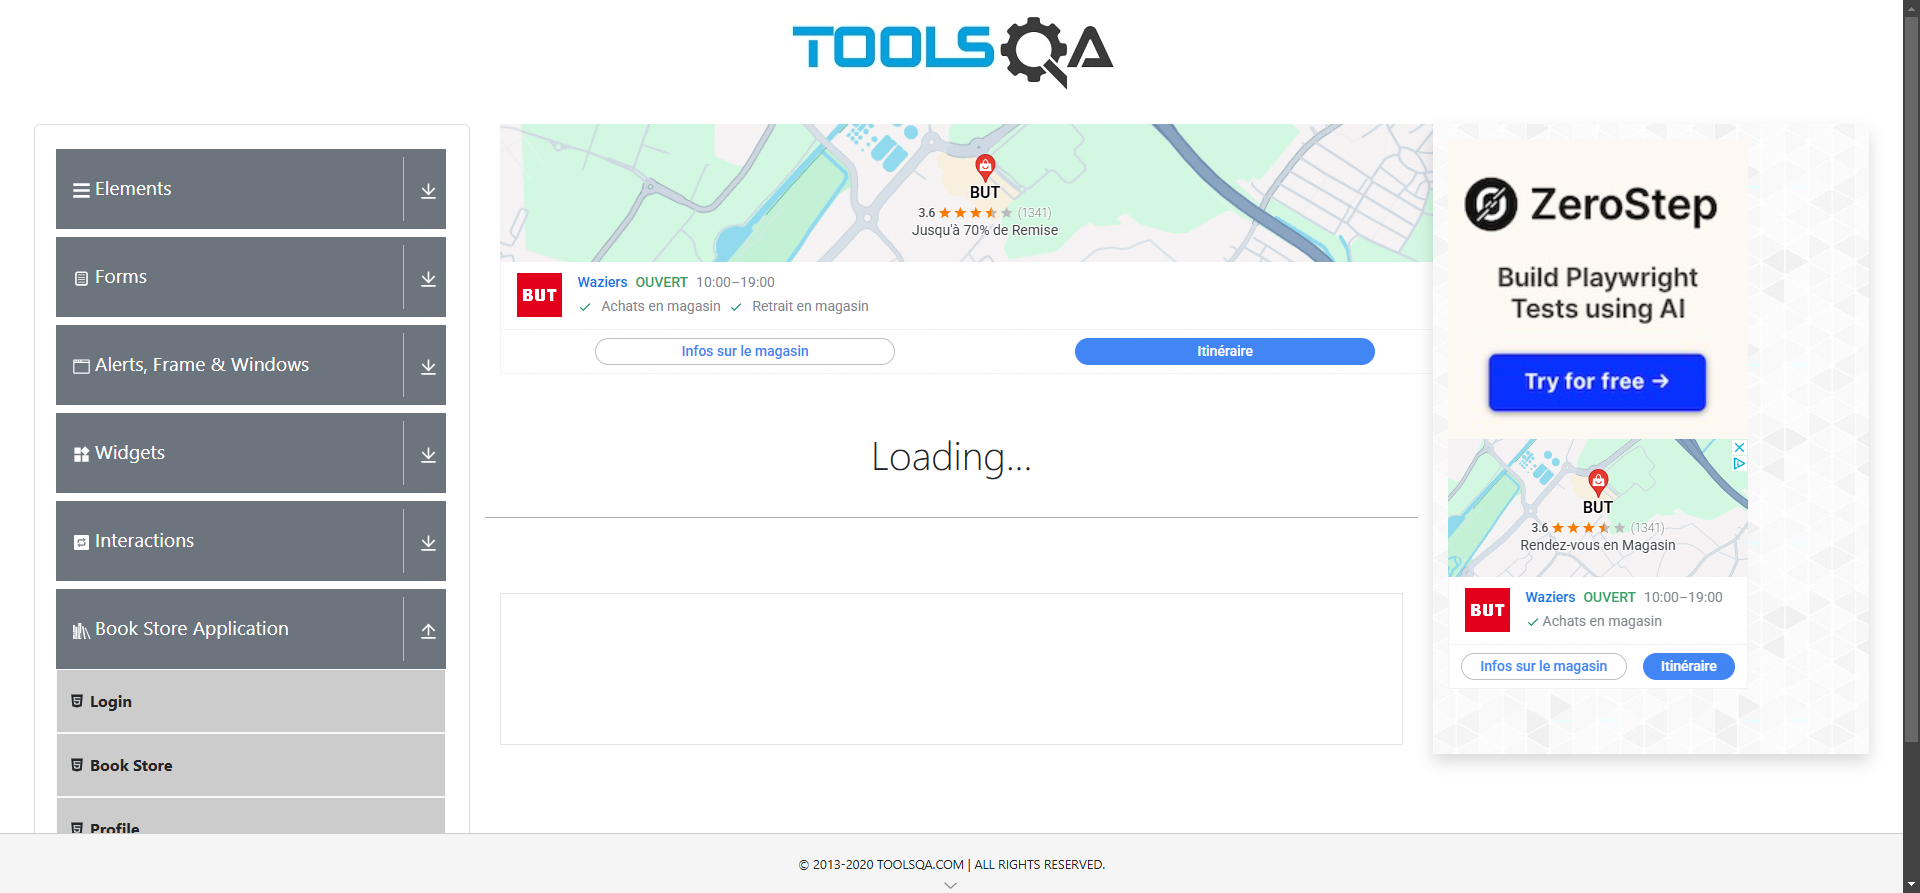 TOOLSQA
Elements
Forms
Alerts, Frame & Windows
Widgets
Interactions
Book Store Application
Login
Book Store
Profile
BUT
3.6 (1341)
Jusqu'à 70% de Remise
BUT
Waziers OUVERT 10:00–19:00
Achats en magasin Retrait en magasin
Infos sur le magasin
Itinéraire
Loading...
ZeroStep
Build Playwright
Tests using AI
Try for free →
BUT
3.6 (1341)
Rendez-vous en Magasin
BUT
Waziers OUVERT 10:00–19:00
Achats en magasin
Infos sur le magasin
Itinéraire
© 2013-2020 TOOLSQA.COM | ALL RIGHTS RESERVED.